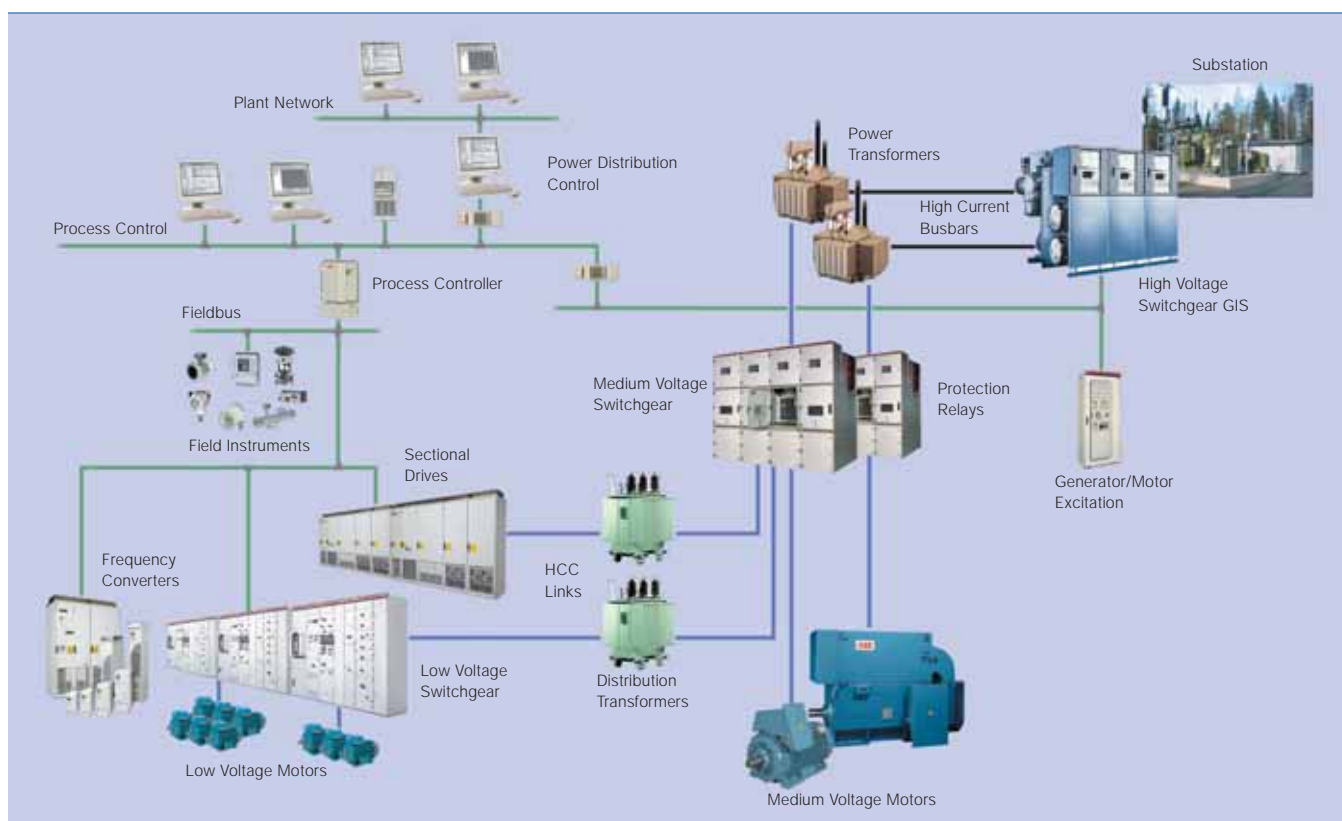 Substation
Plant Network
Power
Transformers
Power Distribution
Control
High Current
Busbars
Process Control
Process Controller
High Voltage
Switchgear GIS
Fieldbus
Medium Voltage
Switchgear
Protection
Relays
Field Instruments
Sectional
Drives
Generator/Motor
Excitation
Frequency
Converters
HCC
Links
Low Voltage
Switchgear
Distribution
Transformers
Low Voltage Motors
Medium Voltage Motors
ABB